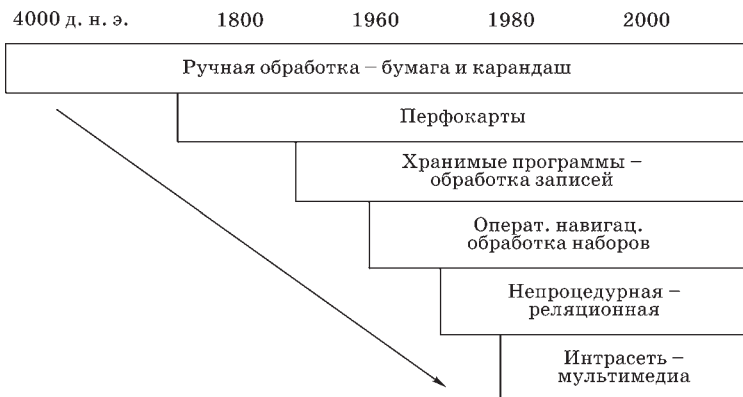 4000 д. н. э. 1800 1960 1980 2000
Ручная обработка – бумага и карандаш
Перфокарты
Хранимые программы –
обработка записей
Операт. навигац.
обработка наборов
Непроцедурная –
реляционная
Интрасеть –
мультимедиа